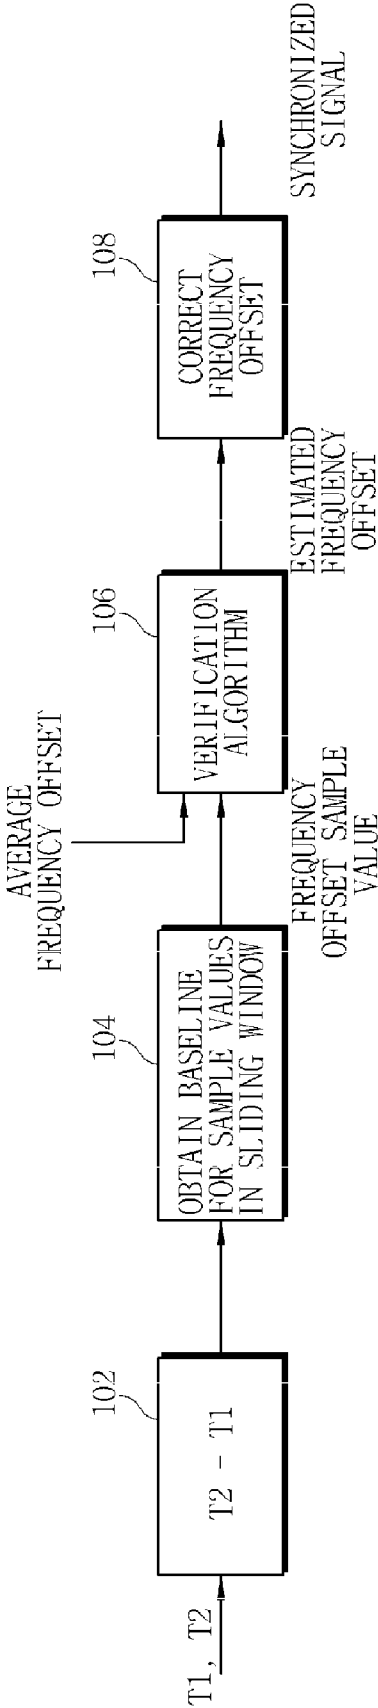 T1, T2
102
T2 - T1
104
OBTAIN BASELINE
FOR SAMPLE VALUES
IN SLIDING WINDOW
AVERAGE
FREQUENCY OFFSET
FREQUENCY
OFFSET SAMPLE
VALUE
106
VERIFICATION
ALGORITHM
ESTIMATED
FREQUENCY
OFFSET
108
CORRECT
FREQUENCY
OFFSET
SYNCHRONIZED
SIGNAL